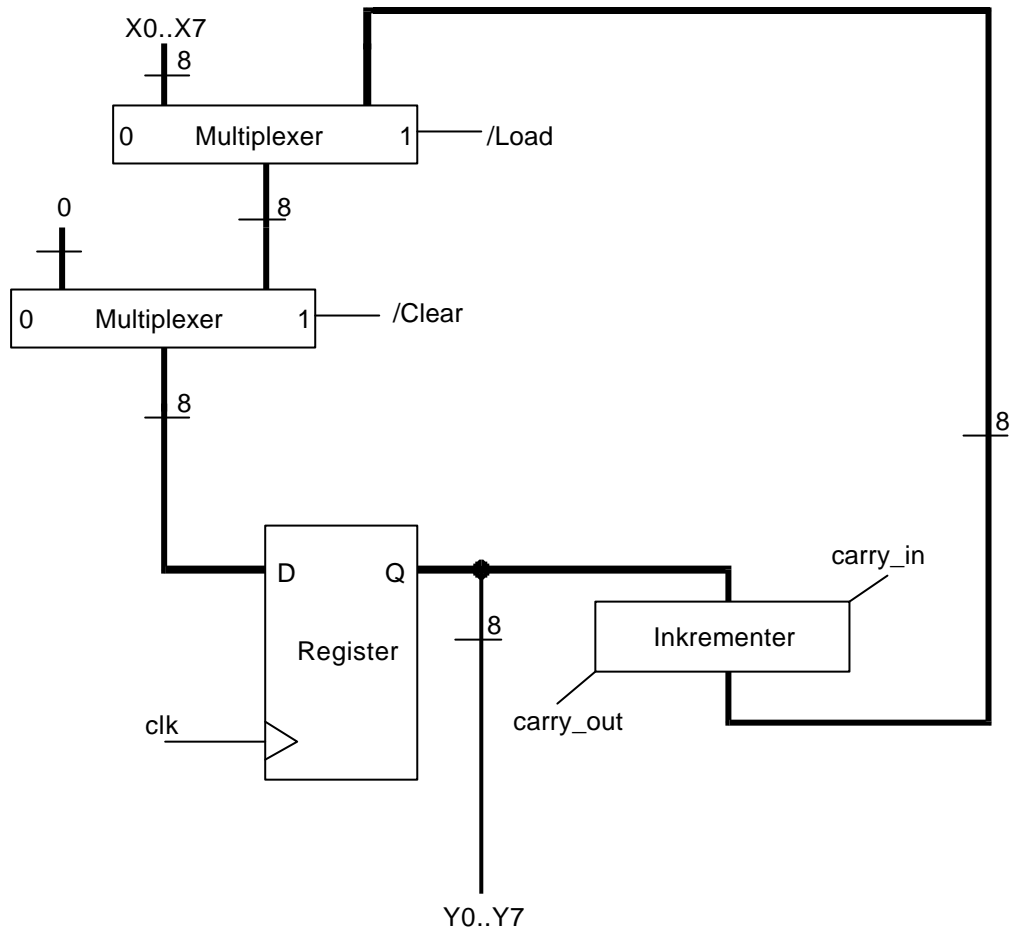 X0..X7
8
0 Multiplexer 1
/Load
8
0
0 Multiplexer 1
/Clear
8
8
D Q
carry_in
8
Inkrementer
Register
carry_out
clk
Y0..Y7